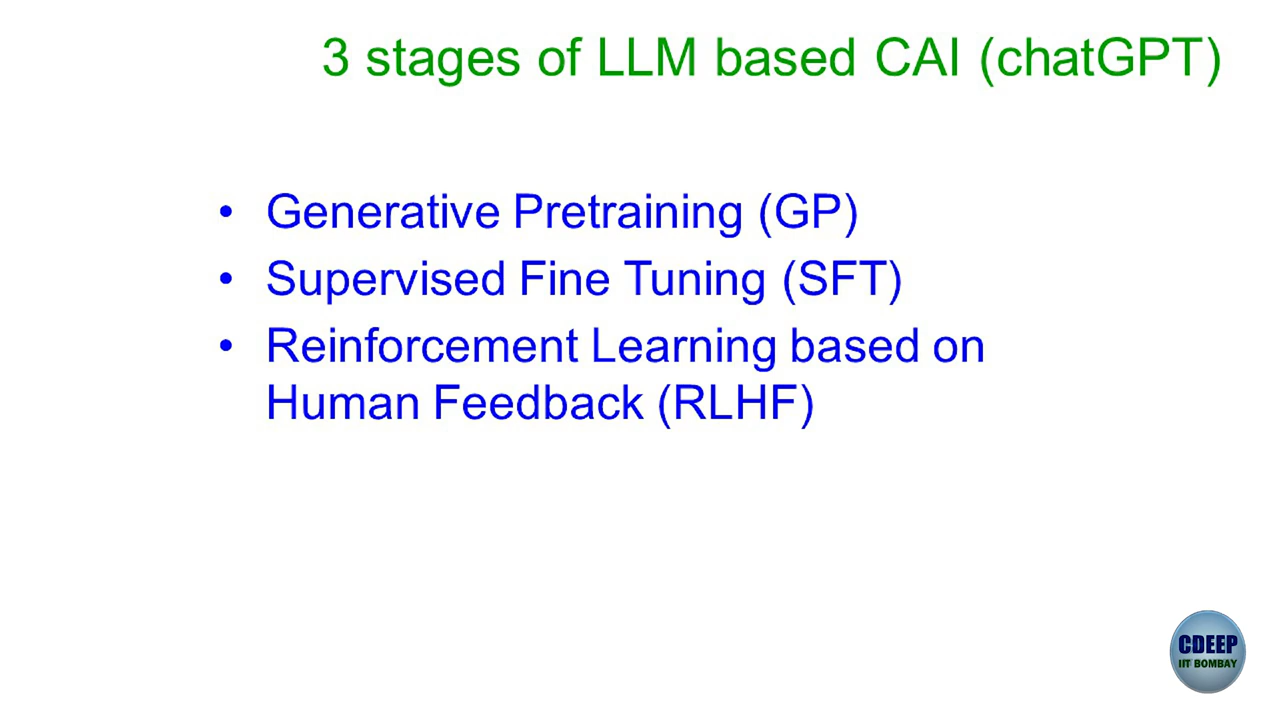 3 stages of LLM based CAI (chatGPT)
• Generative Pretraining (GP)
• Supervised Fine Tuning (SFT)
• Reinforcement Learning based on
Human Feedback (RLHF)
CDEEP
IIT BOMBAY